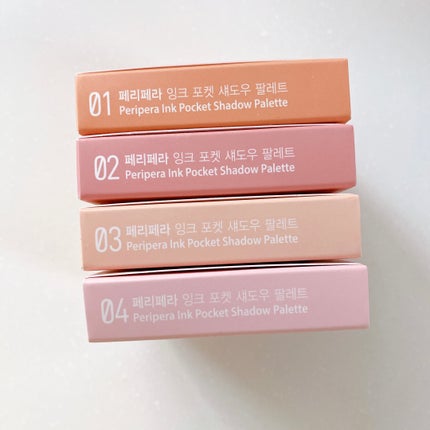 01 페리페라 잉크 포켓 섀도우 팔레트
Peripera Ink Pocket Shadow Palette
02 페리페라 잉크 포켓 섀도우 팔레트
Peripera Ink Pocket Shadow Palette
03 페리페라 잉크 포켓 섀도우 팔레트
Peripera Ink Pocket Shadow Palette
04 페리페라 잉크 포켓 섀도우 팔레트
Peripera Ink Pocket Shadow Palette